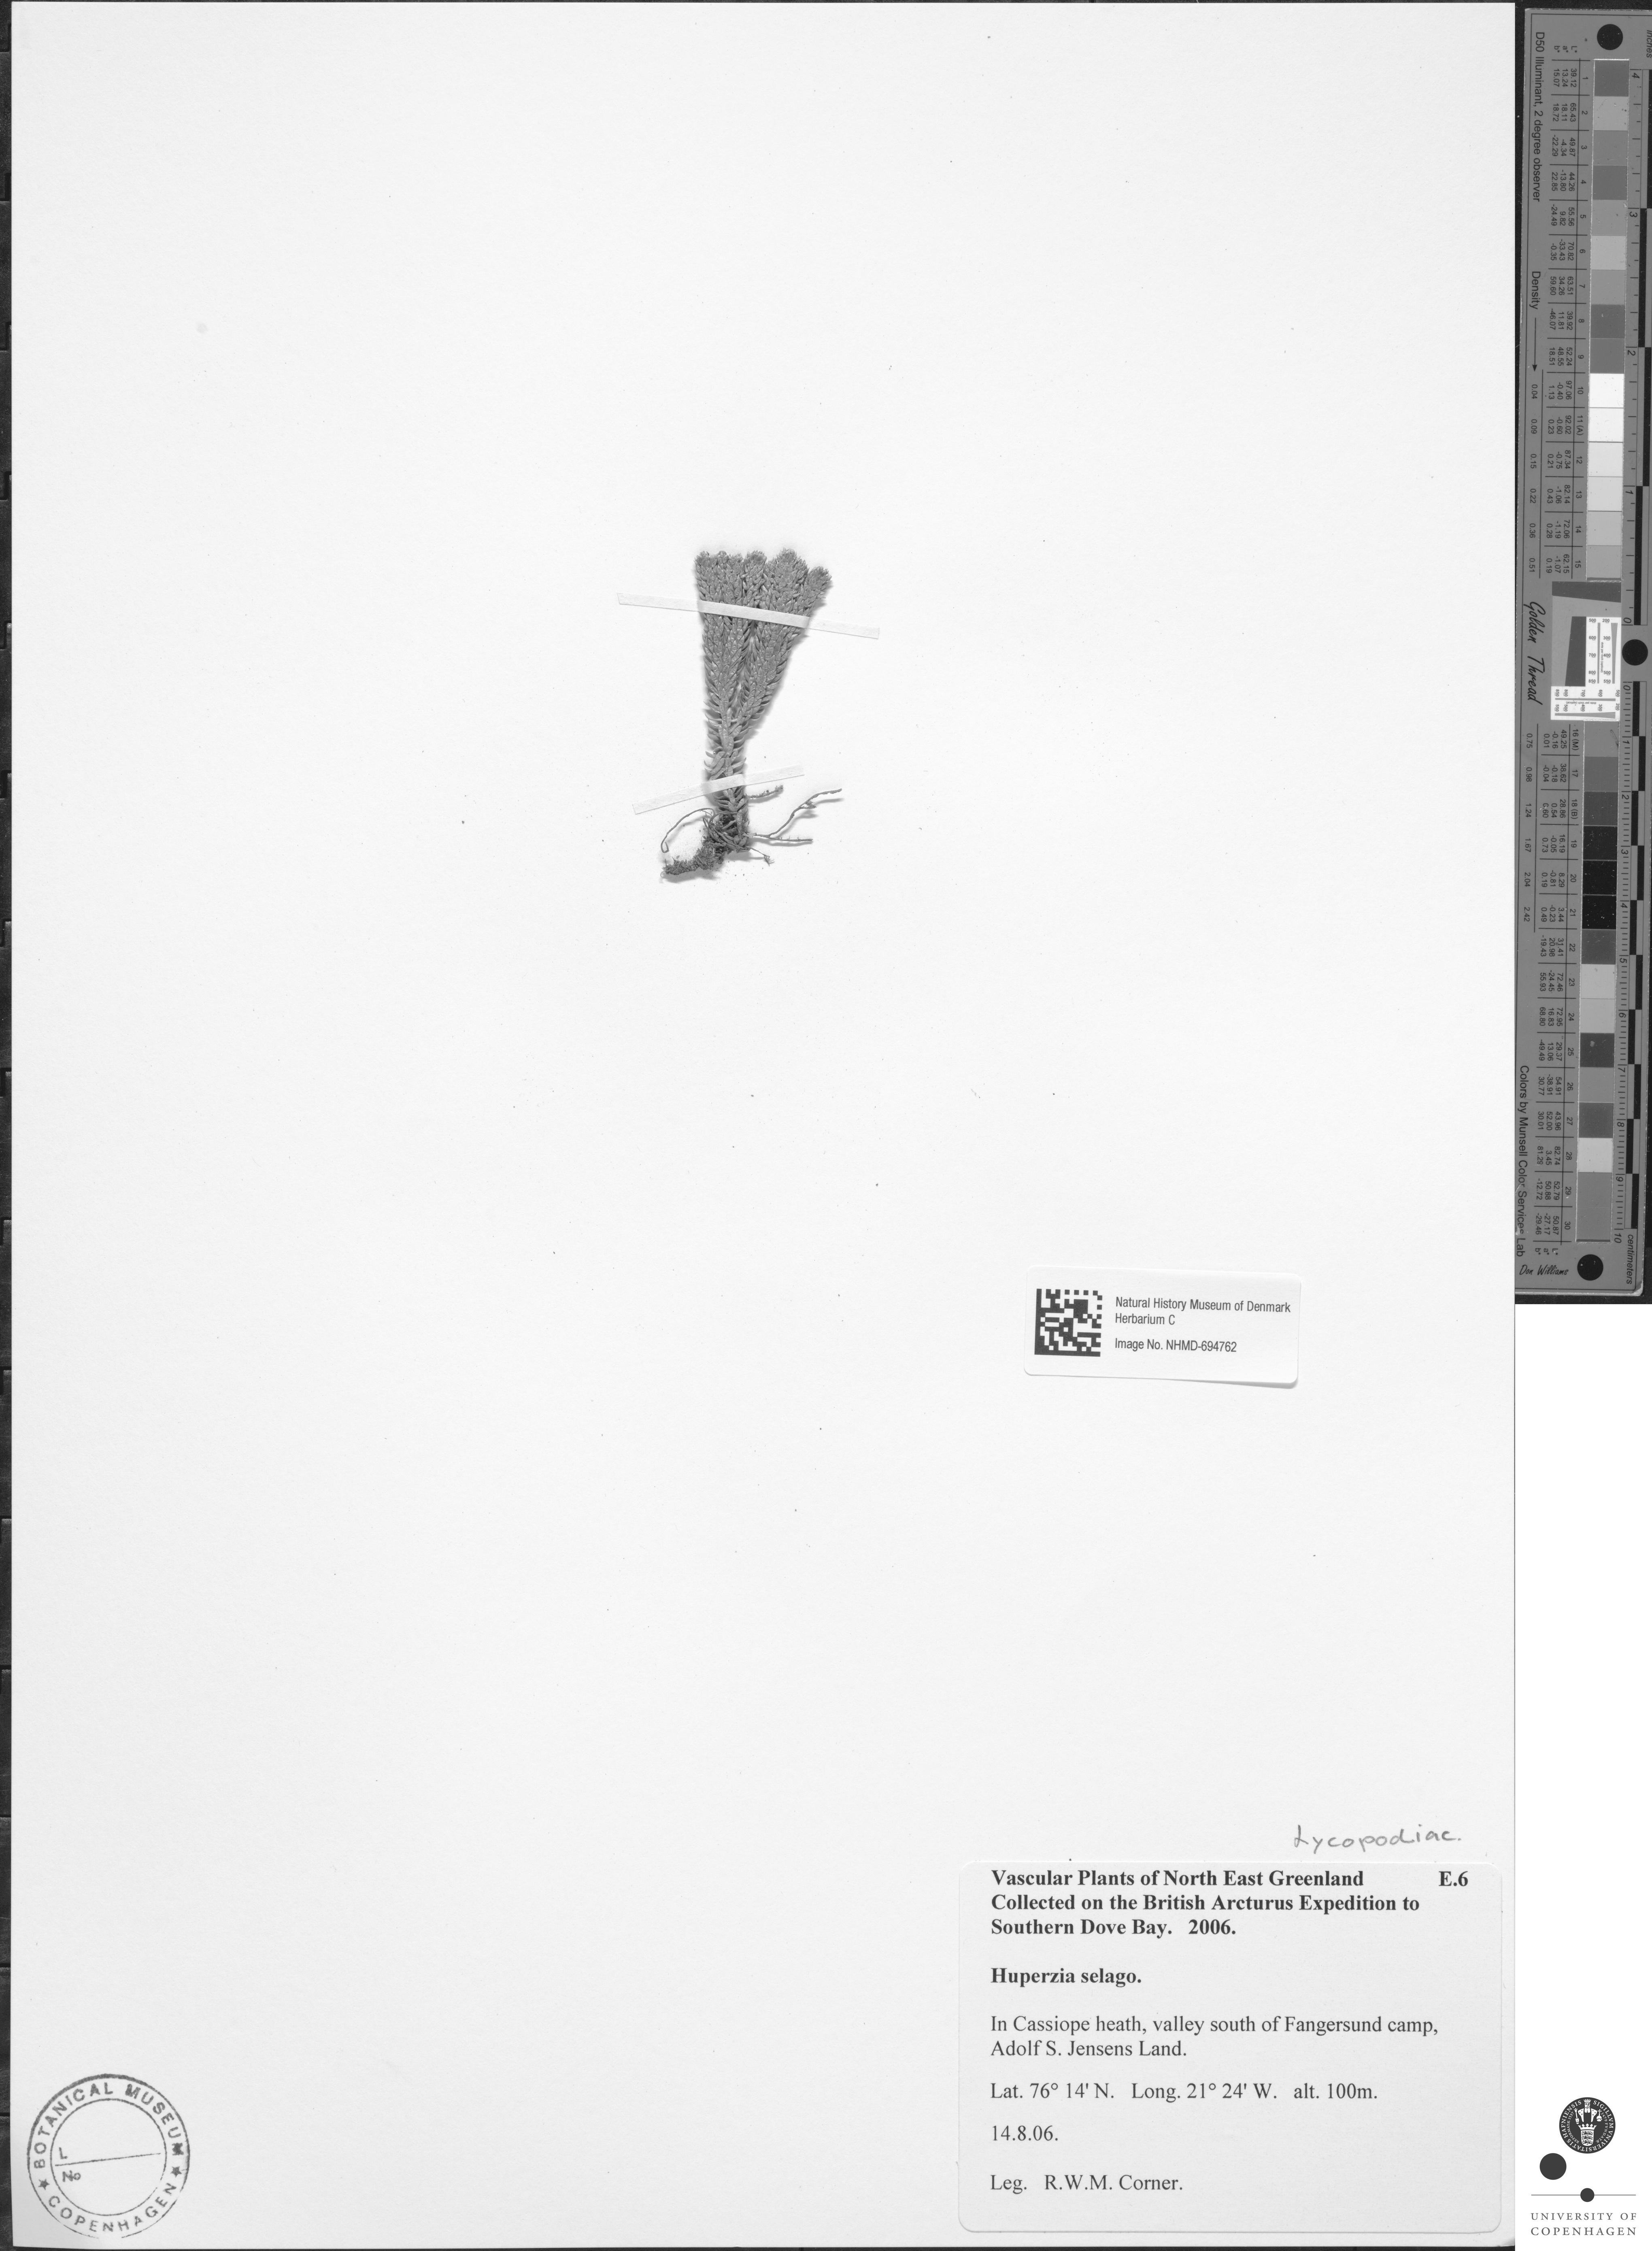 Natural History Museum of Denmark
Herbarium C
Image No. NHMD-694762
Lycopodiac.
Vascular Plants of North East Greenland E.6
Collected on the British Arcturus Expedition to
Southern Dove Bay. 2006.
Huperzia selago.
In Cassiope heath, valley south of Fangersund camp,
Adolf S. Jensens Land.
Lat. 76° 14' N. Long. 21° 24' W. alt. 100m.
14.8.06.
Leg. R.W.M. Corner.
BOTANICAL MUSEUM
L
No
COPENHAGEN
D50 Illuminant, 2 degree observer
Density
Golden Thread
Colors by Munsell Color Services Lab
Don Williams
inches
centimeters
UNIVERSITY OF
COPENHAGEN